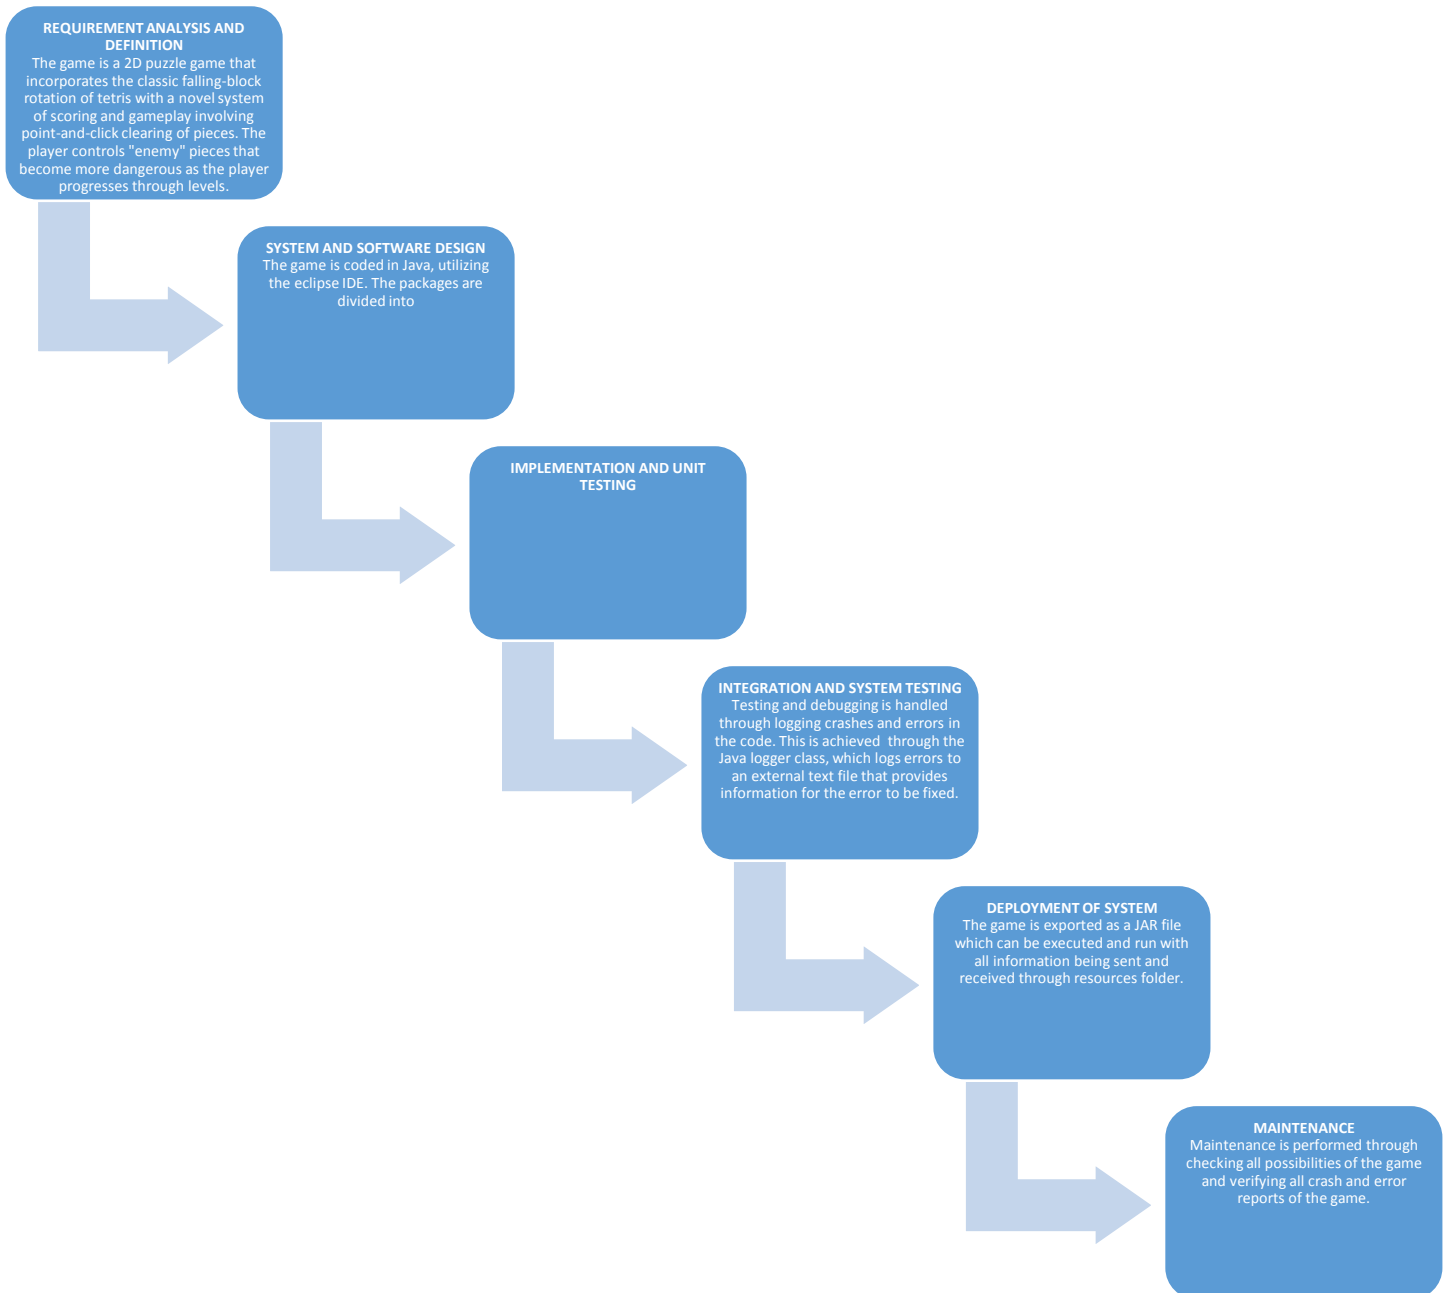 REQUIREMENT ANALYSIS AND
DEFINITION
The game is a 2D puzzle game that
incorporates the classic falling-block
rotation of tetris with a novel system
of scoring and gameplay involving
point-and-click clearing of pieces. The
player controls "enemy" pieces that
become more dangerous as the player
progresses through levels.
SYSTEM AND SOFTWARE DESIGN
The game is coded in Java, utilizing
the eclipse IDE. The packages are
divided into
IMPLEMENTATION AND UNIT
TESTING
INTEGRATION AND SYSTEM TESTING
Testing and debugging is handled
through logging crashes and errors in
the code. This is achieved  through the
Java logger class, which logs errors to
an external text file that provides
information for the error to be fixed.
DEPLOYMENT OF SYSTEM
The game is exported as a JAR file
which can be executed and run with
all information being sent and
received through resources folder.
MAINTENANCE
Maintenance is performed through
checking all possibilities of the game
and verifying all crash and error
reports of the game.